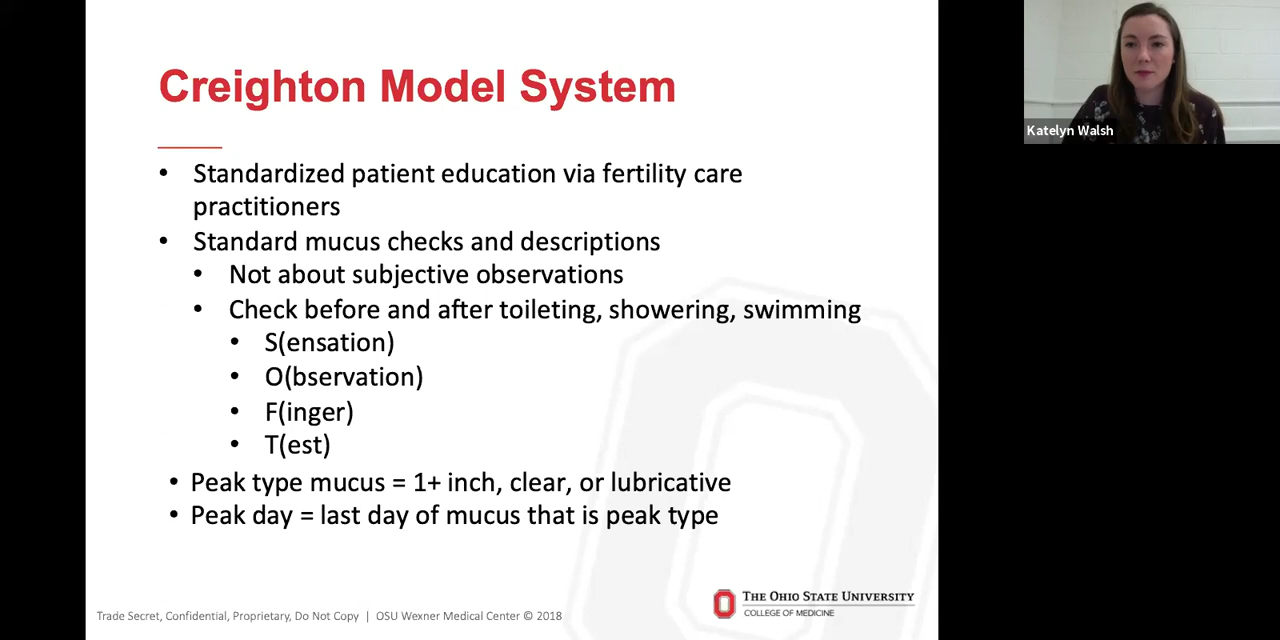 Creighton Model System
• Standardized patient education via fertility care
practitioners
• Standard mucus checks and descriptions
• Not about subjective observations
• Check before and after toileting, showering, swimming
• S(ensation)
• O(bservation)
• F(inger)
• T(est)
• Peak type mucus = 1+ inch, clear, or lubricative
• Peak day = last day of mucus that is peak type
Trade Secret, Confidential, Proprietary, Do Not Copy | OSU Wexner Medical Center © 2018
THE OHIO STATE UNIVERSITY
COLLEGE OF MEDICINE
Katelyn Walsh